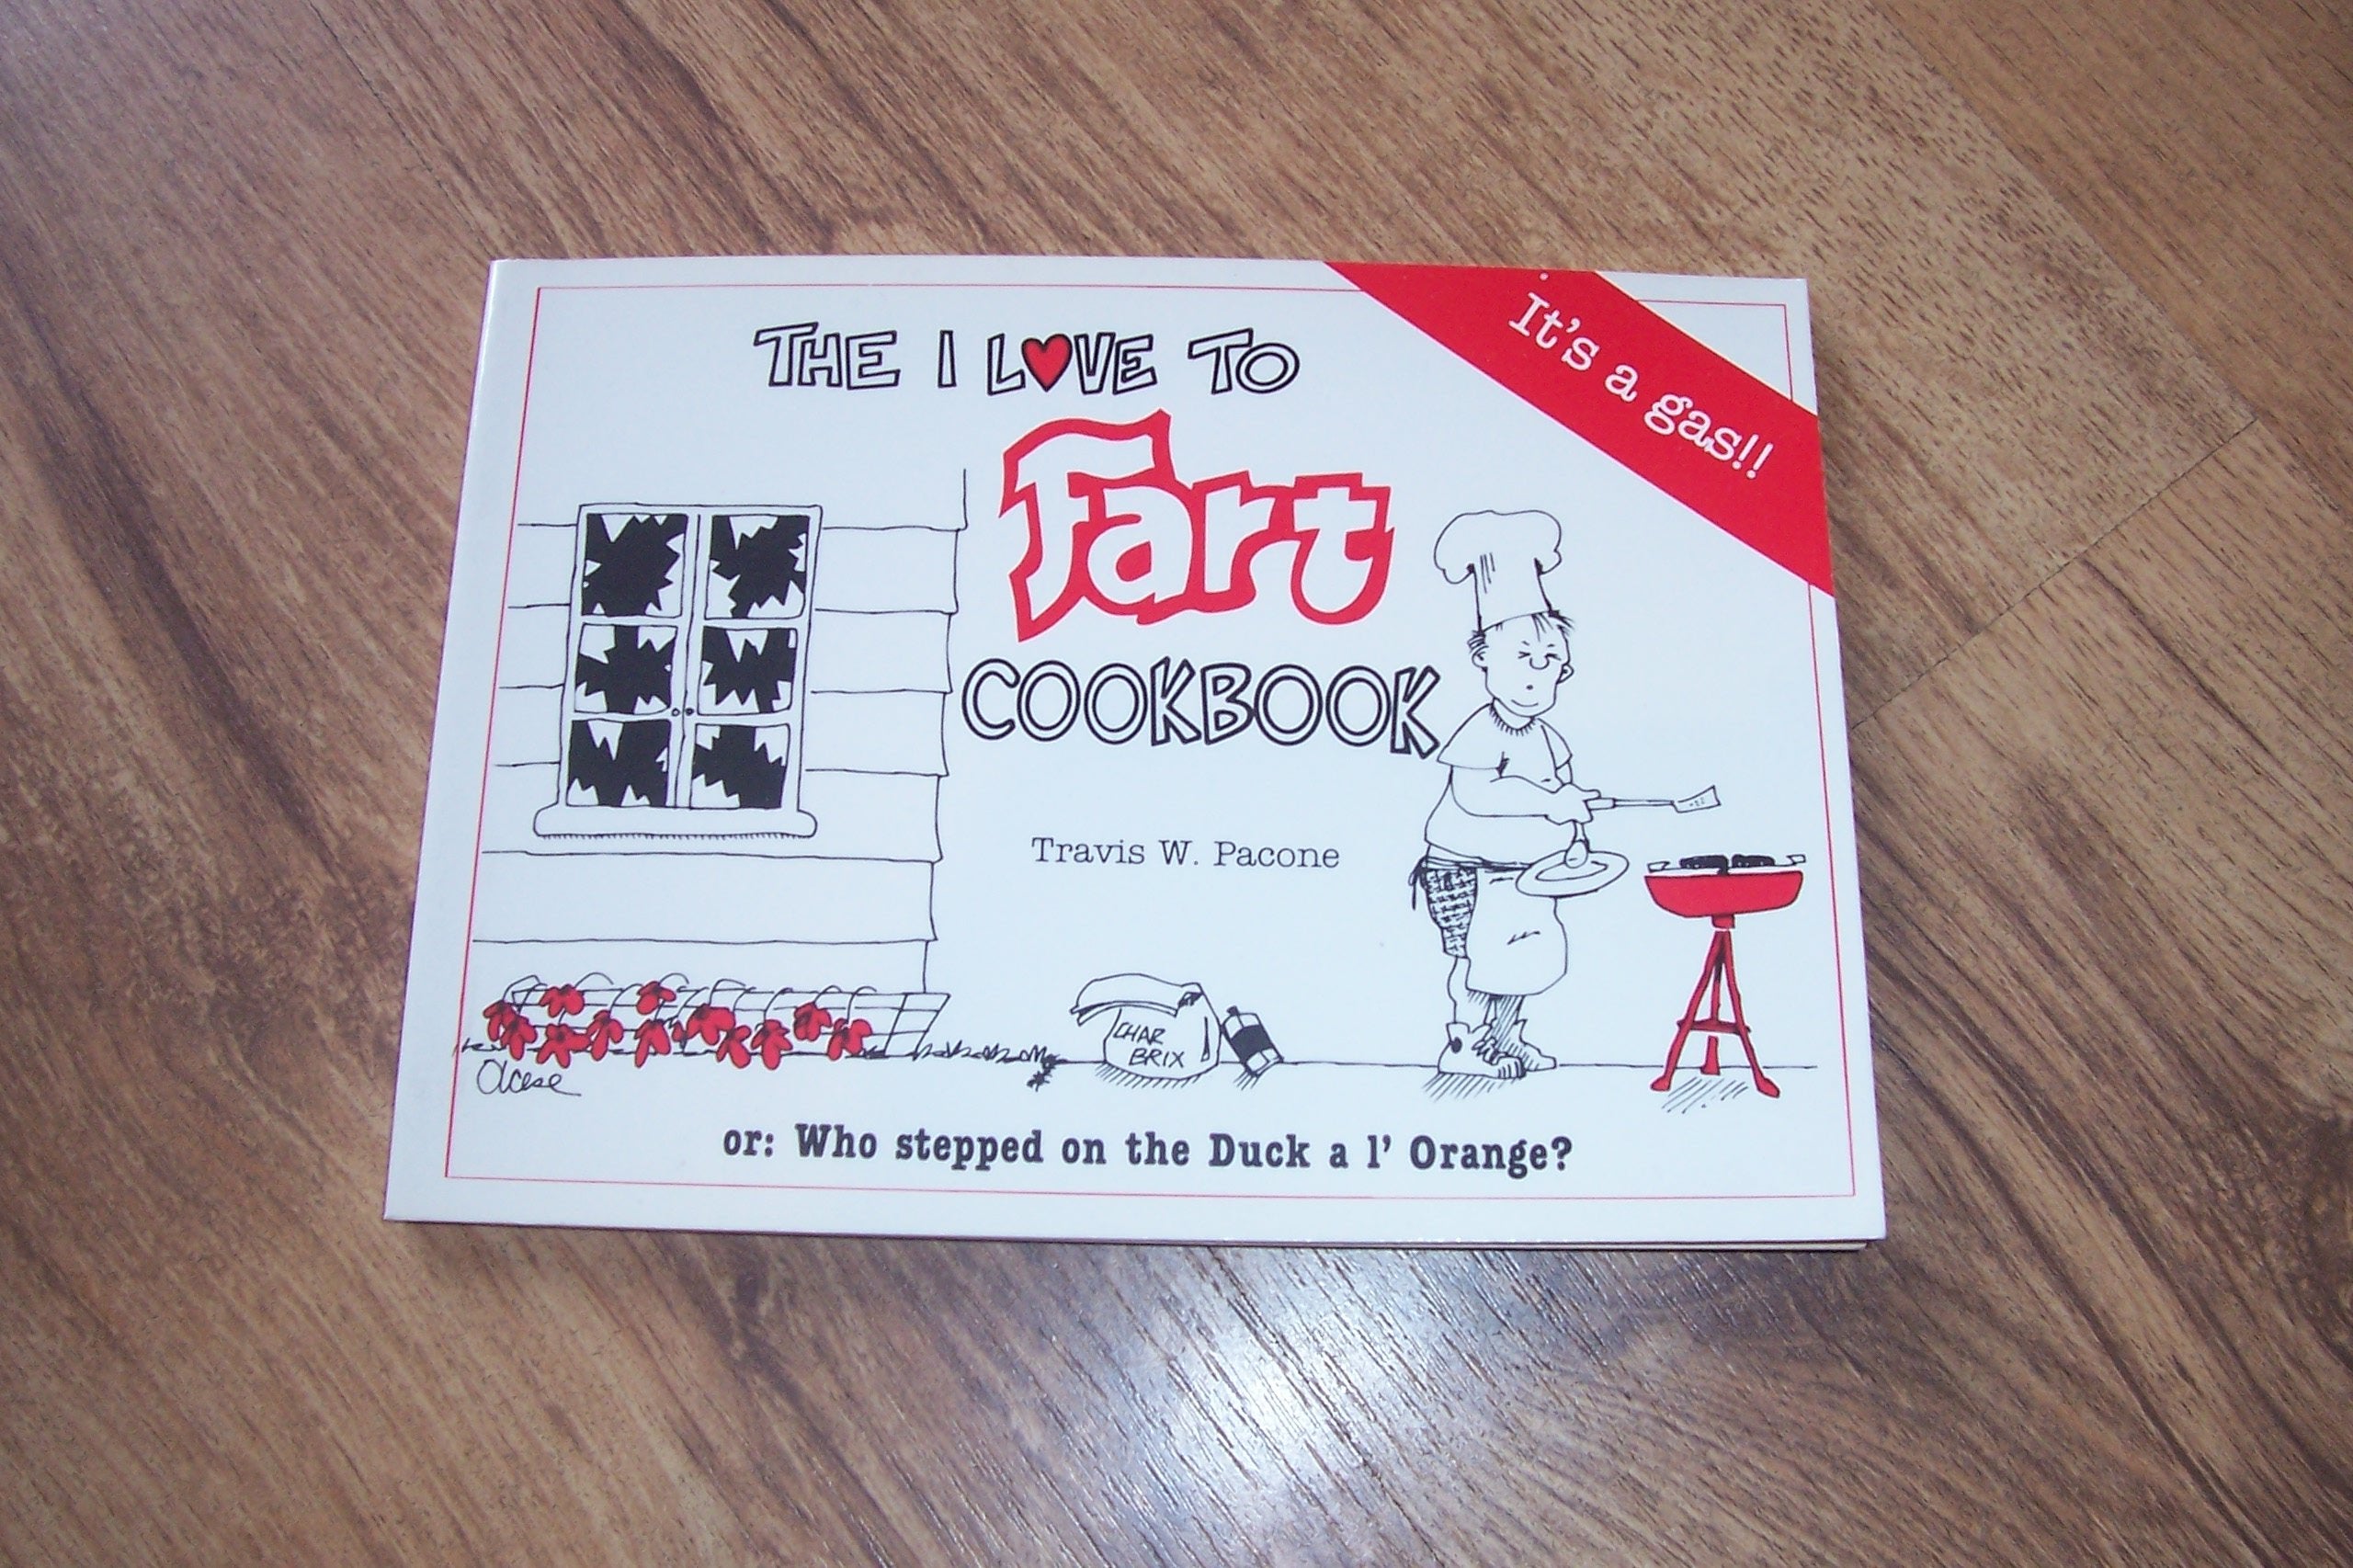 THE I LOVE TO
Fart
COOKBOOK
It's a gas!!
Travis W. Pacone
CHAR
BRIX
or: Who stepped on the Duck a l' Orange?